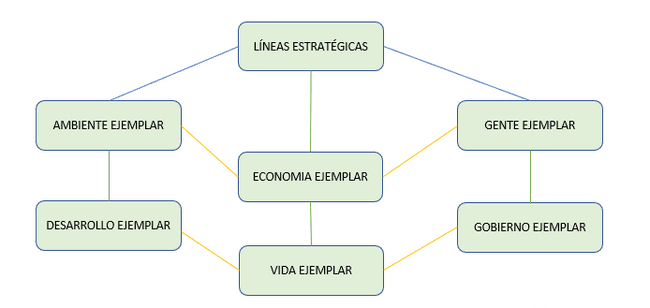 LÍNEAS ESTRATÉGICAS
AMBIENTE EJEMPLAR
GENTE EJEMPLAR
ECONOMIA EJEMPLAR
DESARROLLO EJEMPLAR
GOBIERNO EJEMPLAR
VIDA EJEMPLAR